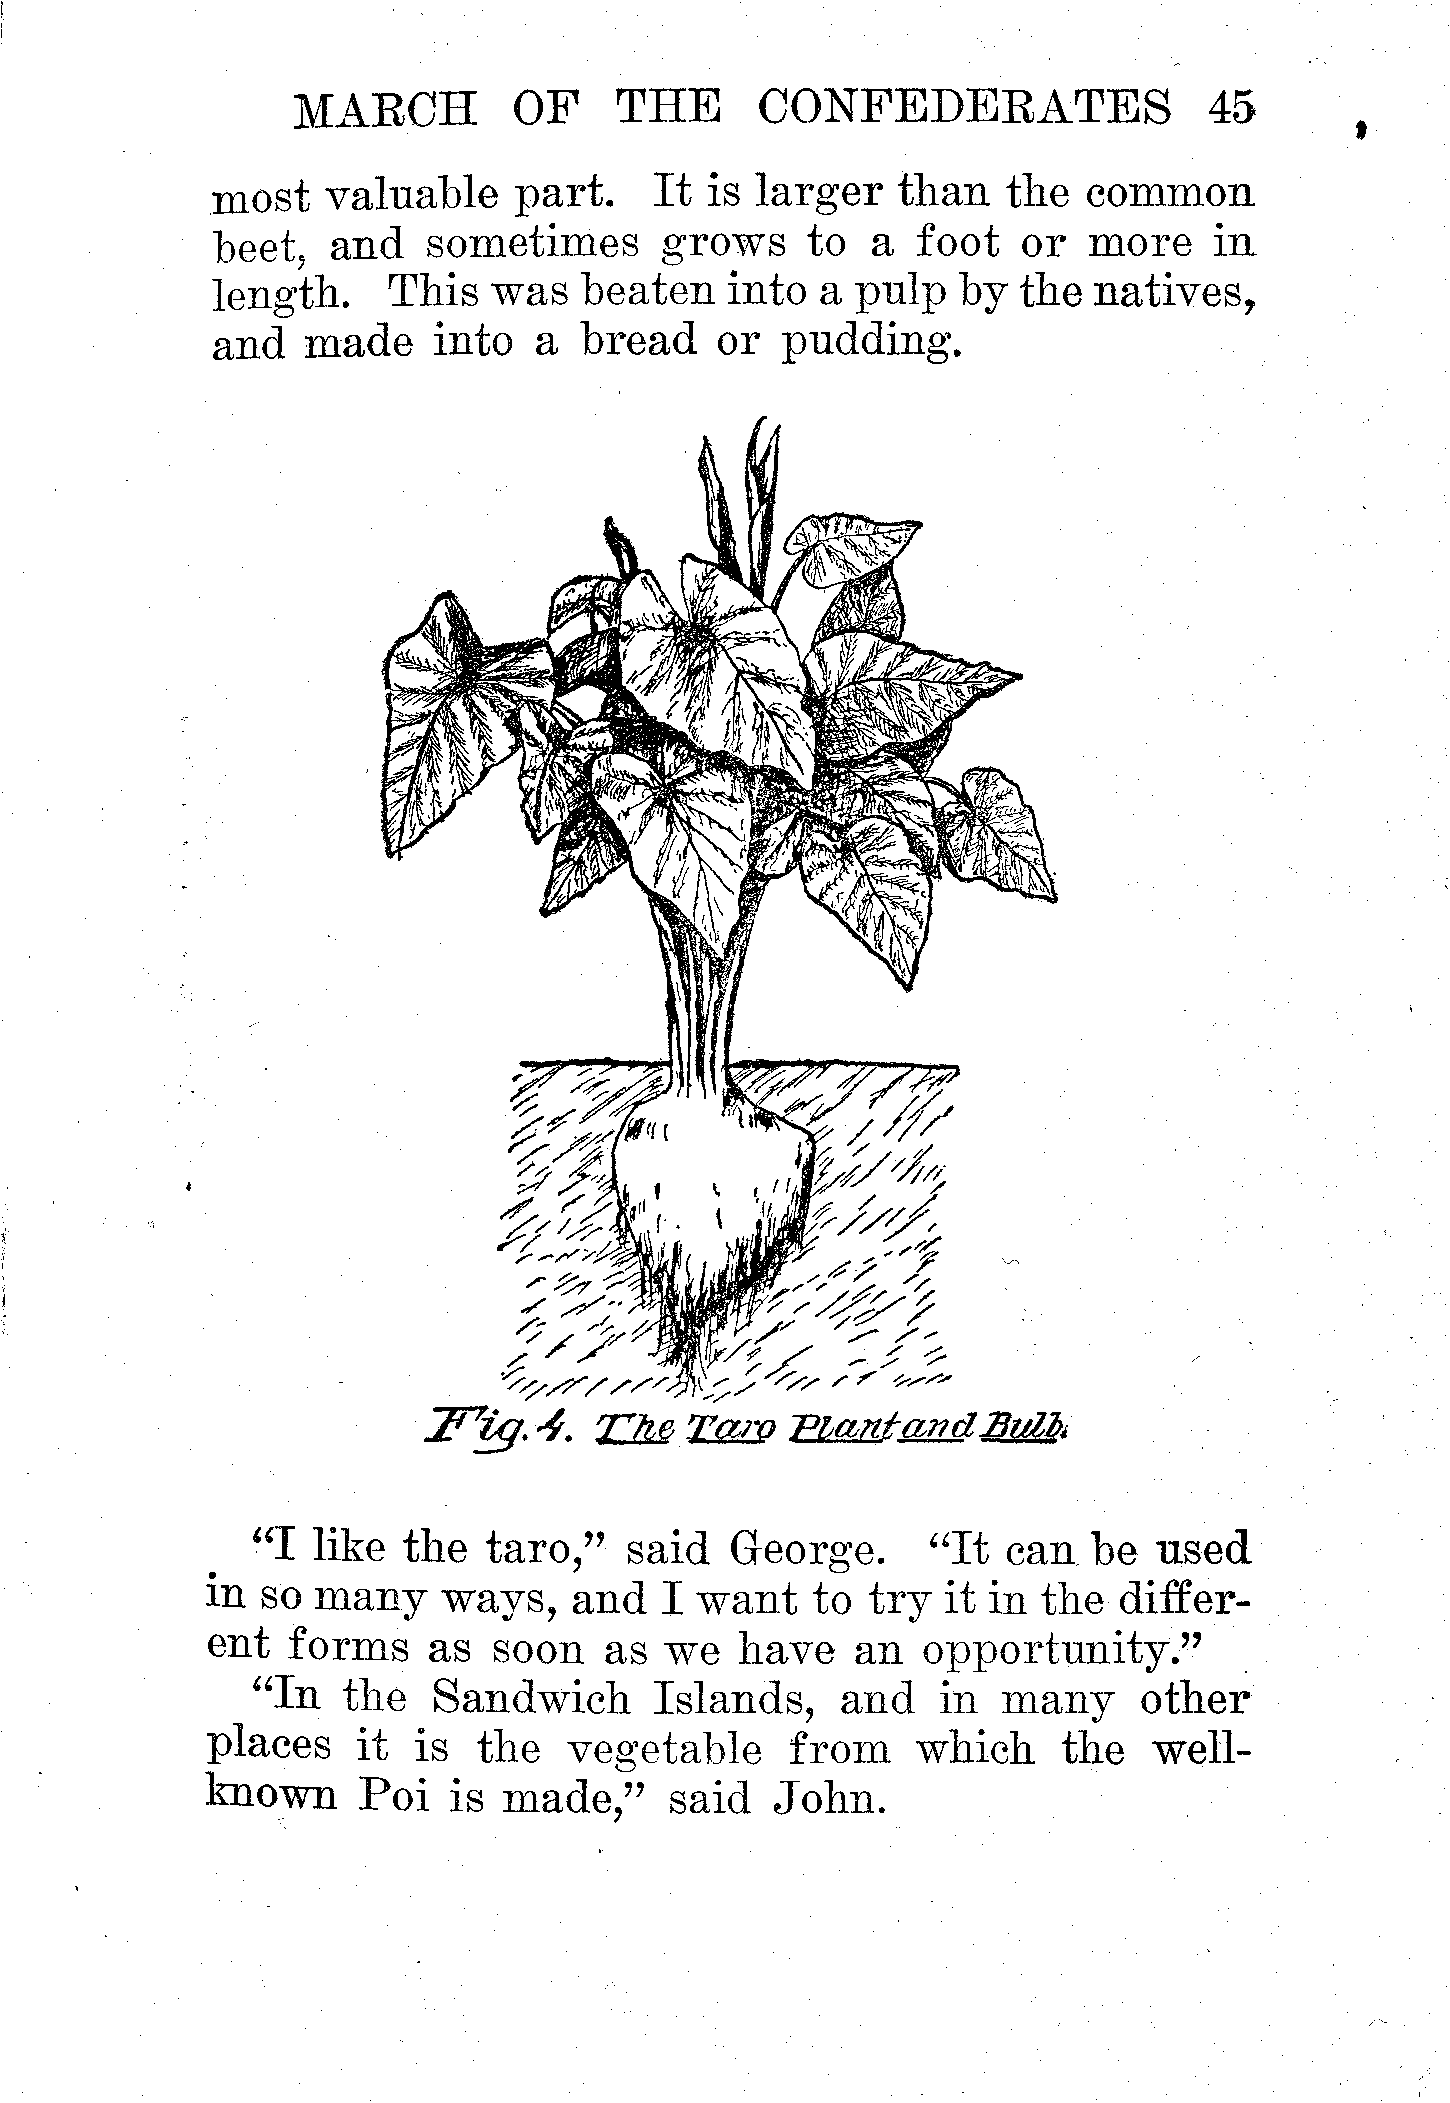 MARCH OF THE CONFEDERATES 45
most valuable part. It is larger than the common
beet, and sometimes grows to a foot or more in
length. This was beaten into a pulp by the natives,
and made into a bread or pudding.
Fig. 4. The Taro Plant and Bulb.
“I like the taro,” said George. “It can be used
in so many ways, and I want to try it in the differ-
ent forms as soon as we have an opportunity.”
“In the Sandwich Islands, and in many other
places it is the vegetable from which the well-
known Poi is made,” said John.